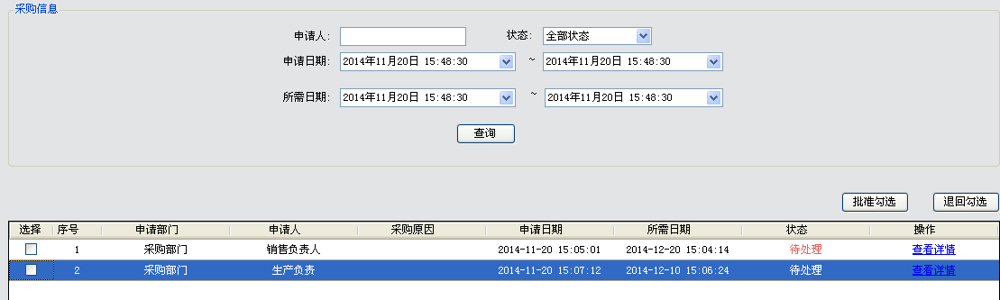 采购信息
申请人: 状态: 全部状态
申请日期: 2014年11月20日 15:48:30 ~ 2014年11月20日 15:48:30
所需日期: 2014年11月20日 15:48:30 ~ 2014年11月20日 15:48:30
查询
批准勾选 退回勾选
选择 序号 申请部门 申请人 采购原因 申请日期 所需日期 状态 操作
1 采购部门 销售负责人 2014-11-20 15:05:01 2014-12-20 15:04:14 待处理 查看详情
2 采购部门 生产负责 2014-11-20 15:07:12 2014-12-10 15:06:24 待处理 查看详情